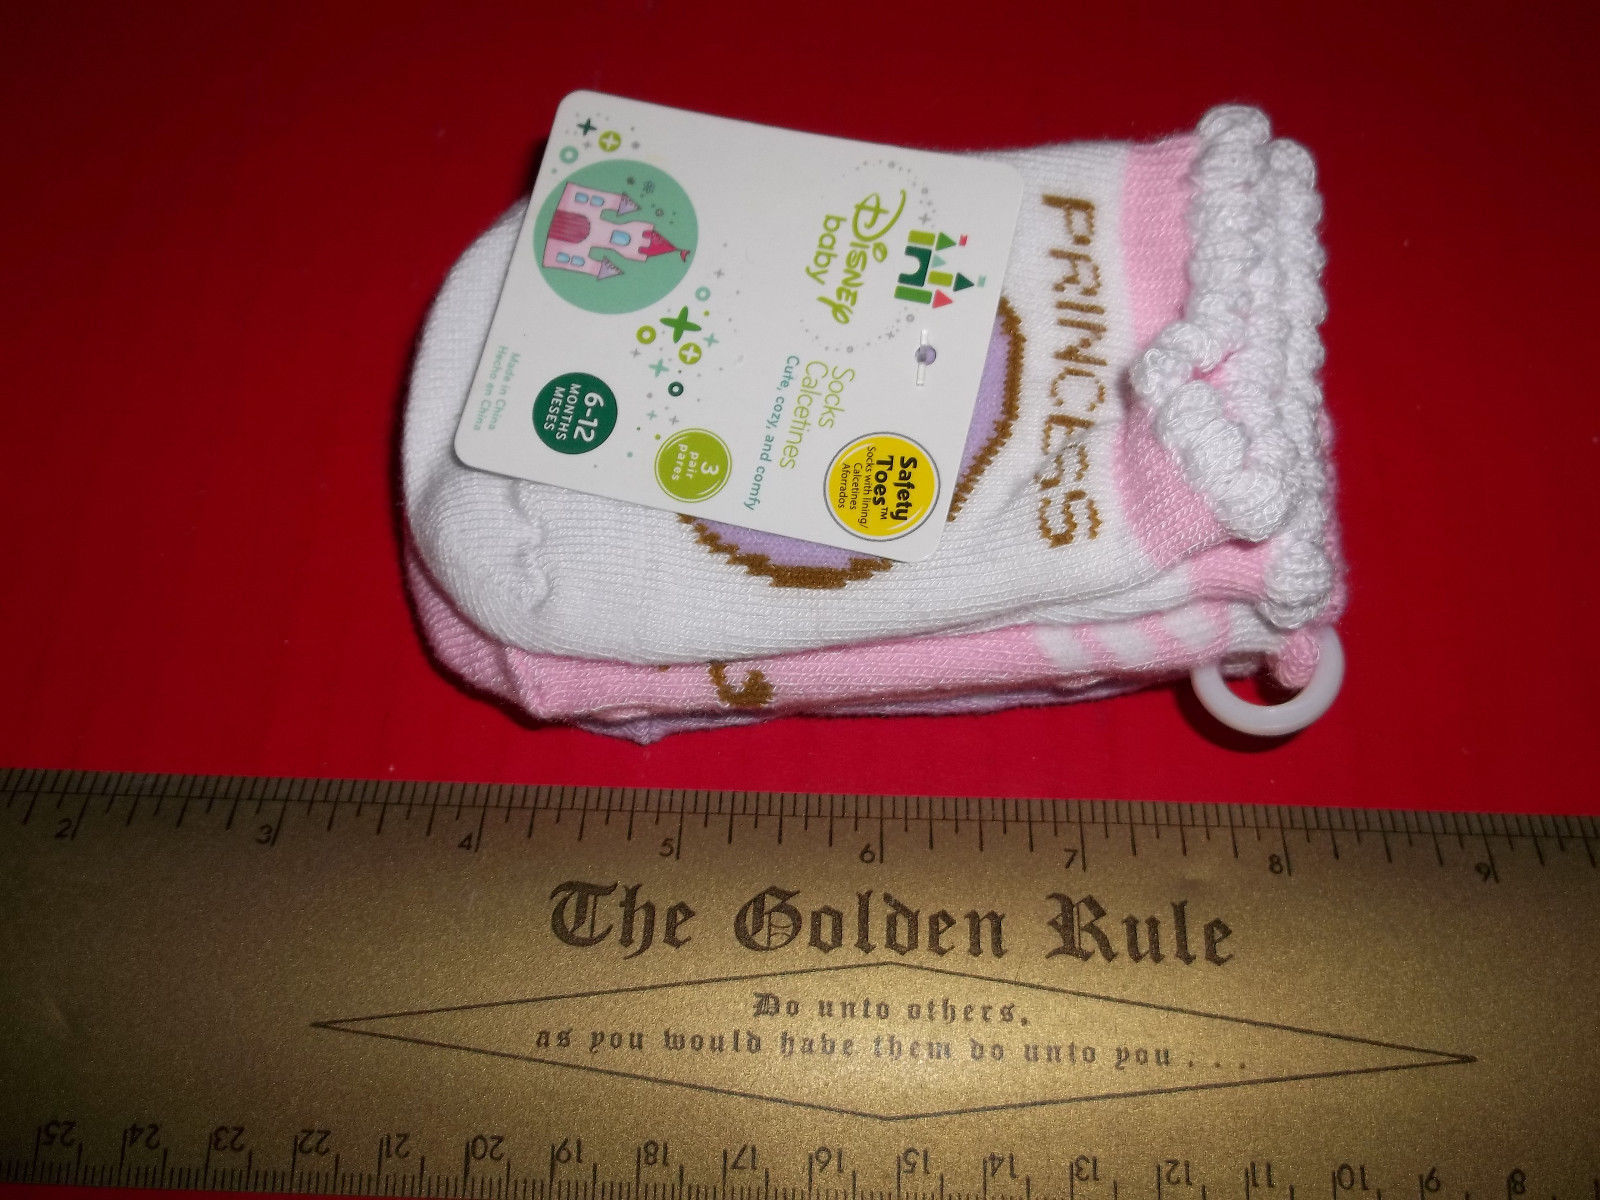 Disney
baby
Socks
Calcetines
Cute, cozy, and comfy
Safety
Toes™
Socks with lining/
Calcetines
Aforrados
3
pair
pares
6-12
MONTHS
MESES
Made in China
Hecho en China
PRINCESS
2 3 4 5 6 7 8 9
The Golden Rule
Do unto others,
as you would have them do unto you . . .
25 24 23 22 21 20 19 18 17 16 15 14 13 12 11 10 9 8